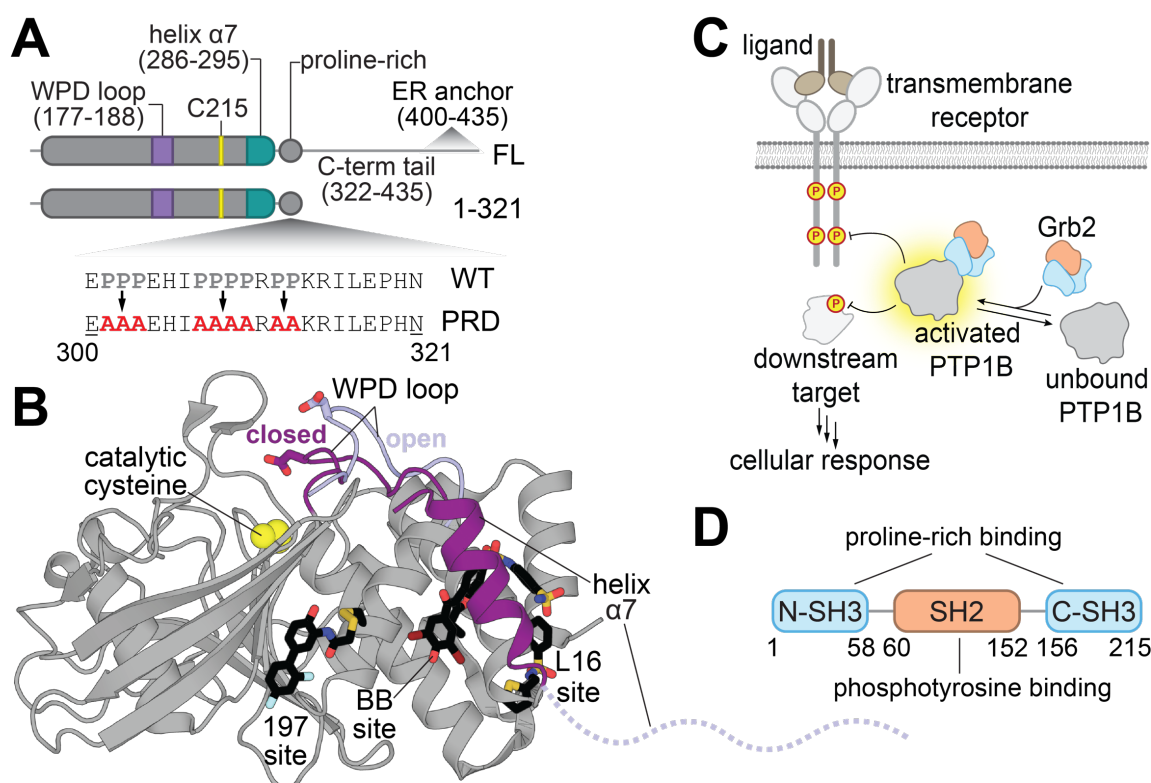 A
helix α7
(286-295)
proline-rich
WPD loop
(177-188)
C215
ER anchor
(400-435)
FL
C-term tail
(322-435)
1-321
EPPPEHIPPPPRPPKRILEPHN
WT
EAAAEHIAAAARAAKRILEPHN
PRD
300
321
B
WPD loop
closed
open
catalytic
cysteine
helix
α7
L16
site
BB
site
197
site
C
ligand
transmembrane
receptor
P P
P P
Grb2
P
activated
PTP1B
downstream
target
unbound
PTP1B
cellular response
D
proline-rich binding
N-SH3
SH2
C-SH3
1 58 60 152 156 215
phosphotyrosine binding